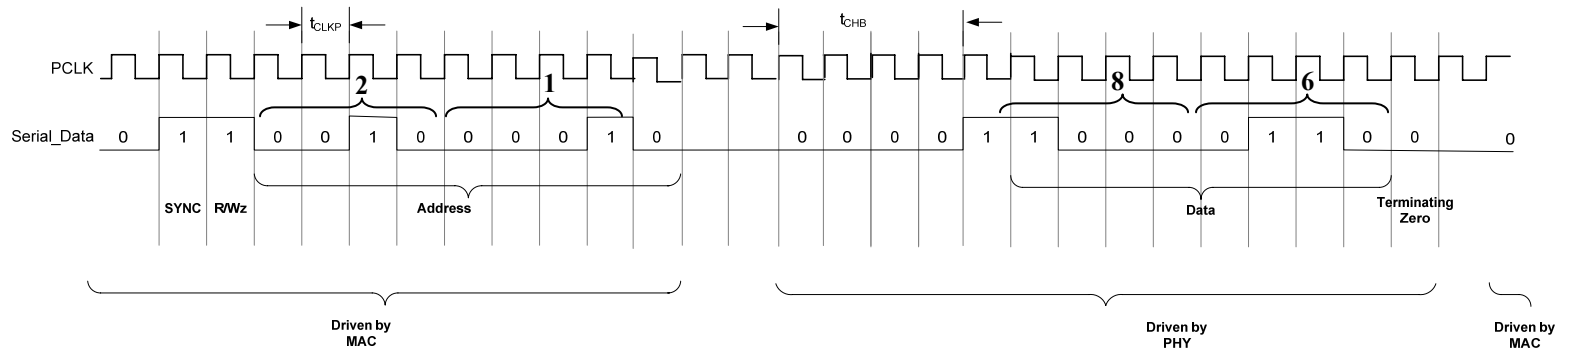 tCLKP
tCHB
PCLK
2 1 8 6
Serial_Data 0 1 1 0 0 1 0 0 0 0 1 0 0 0 0 0 1 1 0 0 0 0 1 1 0 0 0
SYNC R/Wz Address Data Terminating
Zero
Driven by
MAC
Driven by
PHY
Driven by
MAC